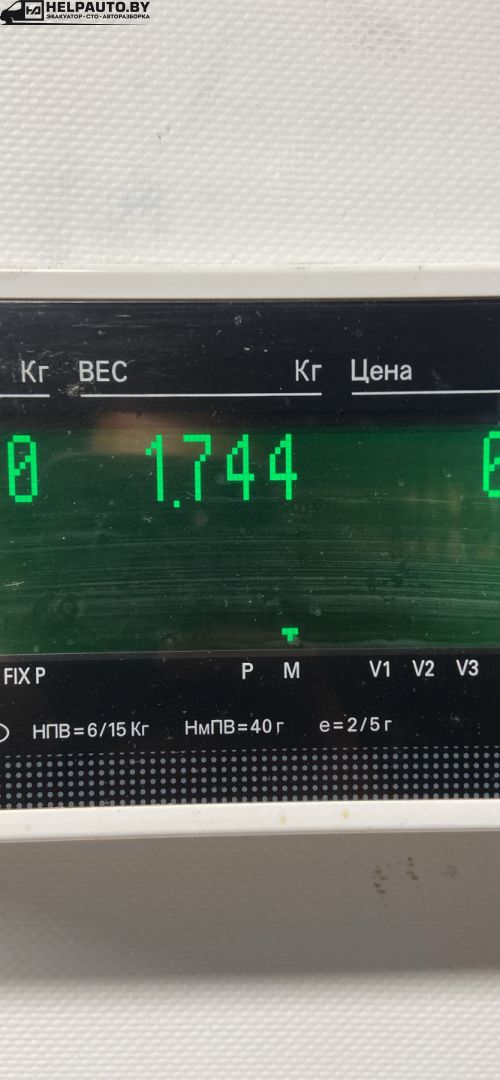 HELPAUTO.BY
ЭВАКУАТОР·СТО·АВТОРАЗБОРКА
Кг ВЕС Кг Цена
0 1.744 0
FIX P P M V1 V2 V3
НПВ=6/15 Кг НмПВ=40 г е=2/5 г